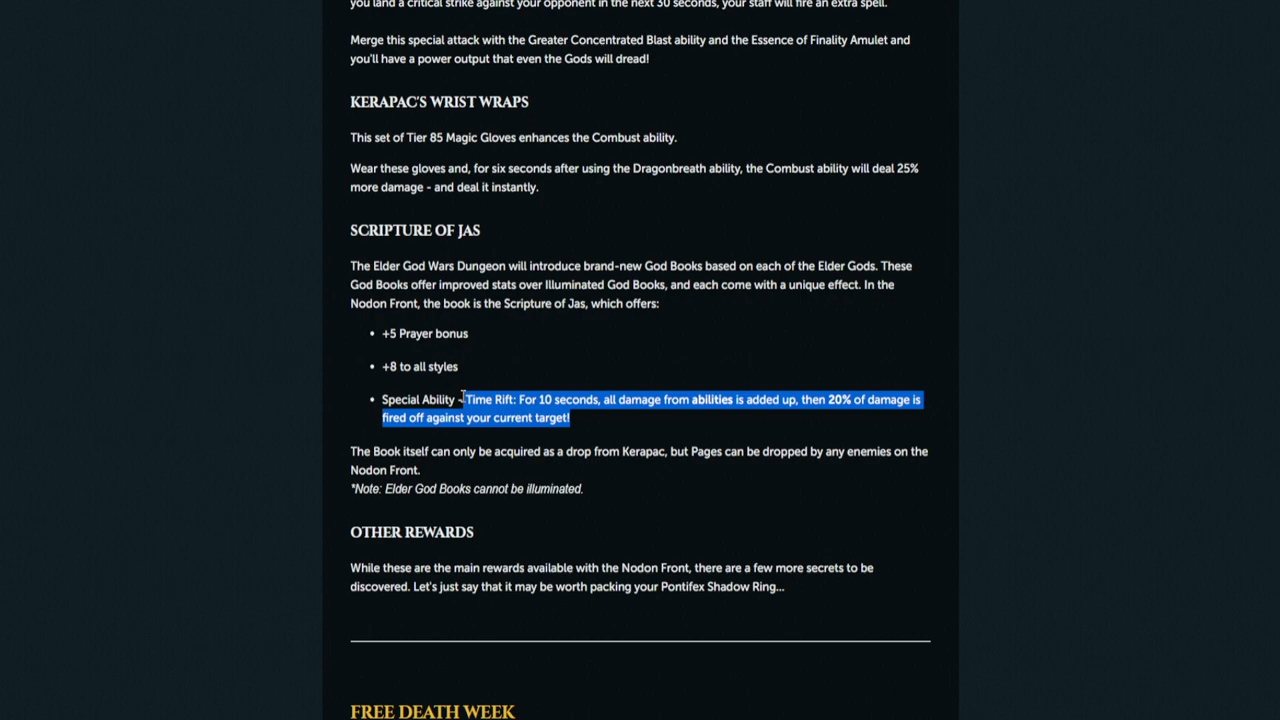 you land a critical strike against your opponent in the next 30 seconds, your staff will fire an extra spell.
Merge this special attack with the Greater Concentrated Blast ability and the Essence of Finality Amulet and
you'll have a power output that even the Gods will dread!
KERAPAC'S WRIST WRAPS
This set of Tier 85 Magic Gloves enhances the Combust ability.
Wear these gloves and, for six seconds after using the Dragonbreath ability, the Combust ability will deal 25%
more damage - and deal it instantly.
SCRIPTURE OF JAS
The Elder God Wars Dungeon will introduce brand-new God Books based on each of the Elder Gods. These
God Books offer improved stats over Illuminated God Books, and each come with a unique effect. In the
Nodon Front, the book is the Scripture of Jas, which offers:
• +5 Prayer bonus
• +8 to all styles
• Special Ability - Time Rift: For 10 seconds, all damage from abilities is added up, then 20% of damage is
fired off against your current target!
The Book itself can only be acquired as a drop from Kerapac, but Pages can be dropped by any enemies on the
Nodon Front.
*Note: Elder God Books cannot be illuminated.
OTHER REWARDS
While these are the main rewards available with the Nodon Front, there are a few more secrets to be
discovered. Let's just say that it may be worth packing your Pontifex Shadow Ring...
FREE DEATH WEEK